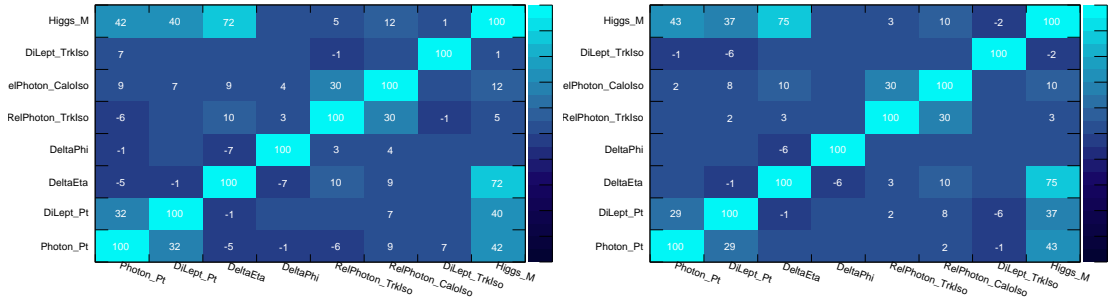 Higgs_M 42 40 72 5 12 1 100
DiLept_TrkIso 7 -1 100 1
elPhoton_CaloIso 9 7 9 4 30 100 12
RelPhoton_TrkIso -6 10 3 100 30 -1 5
DeltaPhi -1 -7 100 3 4
DeltaEta -5 -1 100 -7 10 9 72
DiLept_Pt 32 100 -1 7 40
Photon_Pt 100 32 -5 -1 -6 9 7 42
Photon_Pt DiLept_Pt DeltaEta DeltaPhi RelPhoton_TrkIso RelPhoton_CaloIso DiLept_TrkIso Higgs_M
Higgs_M 43 37 75 3 10 -2 100
DiLept_TrkIso -1 -6 100 -2
elPhoton_CaloIso 2 8 10 30 100 10
RelPhoton_TrkIso 2 3 100 30 3
DeltaPhi -6 100
DeltaEta -1 100 -6 3 10 75
DiLept_Pt 29 100 -1 2 8 -6 37
Photon_Pt 100 29 2 -1 43
Photon_Pt DiLept_Pt DeltaEta DeltaPhi RelPhoton_TrkIso RelPhoton_CaloIso DiLept_TrkIso Higgs_M